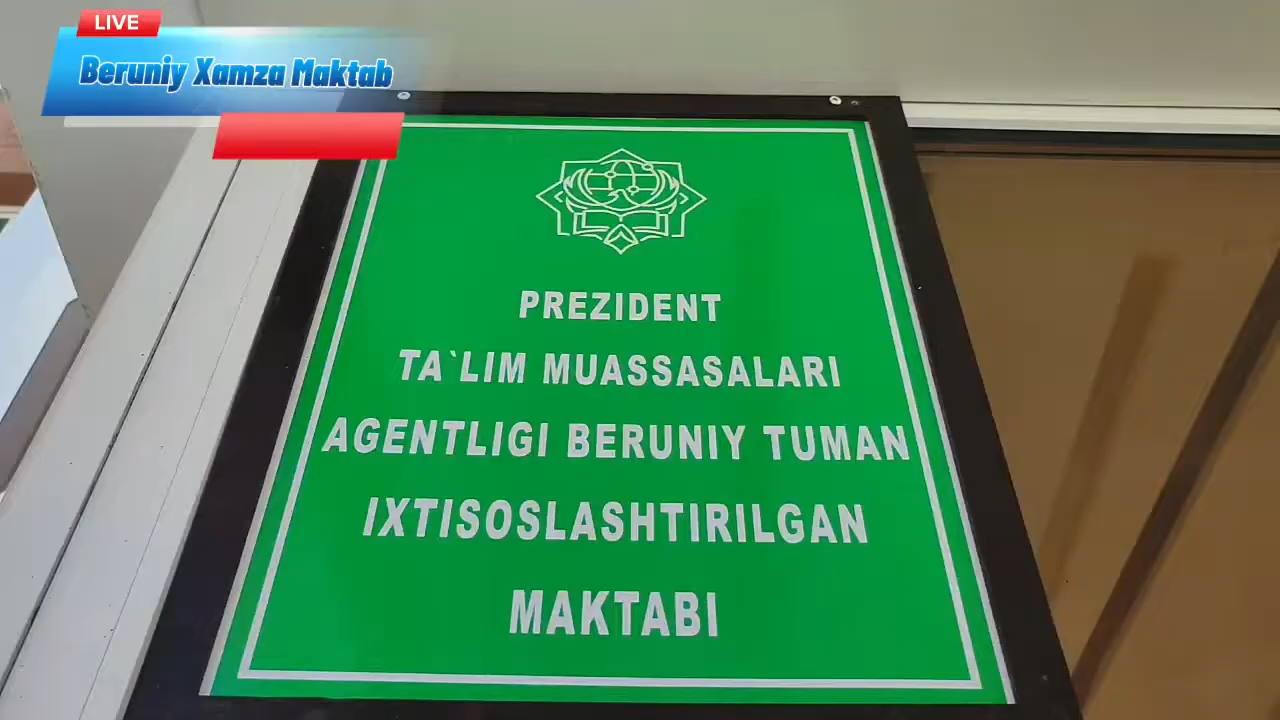 LIVE
Beruniy Xamza Maktab
PREZIDENT
TA`LIM MUASSASALARI
AGENTLIGI BERUNIY TUMAN
IXTISOSLASHTIRILGAN
MAKTABI